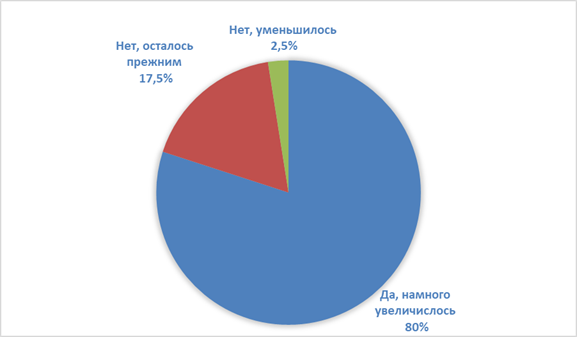 Нет, уменьшилось
2,5%
Нет, осталось
прежним
17,5%
Да, намного
увеличислось
80%